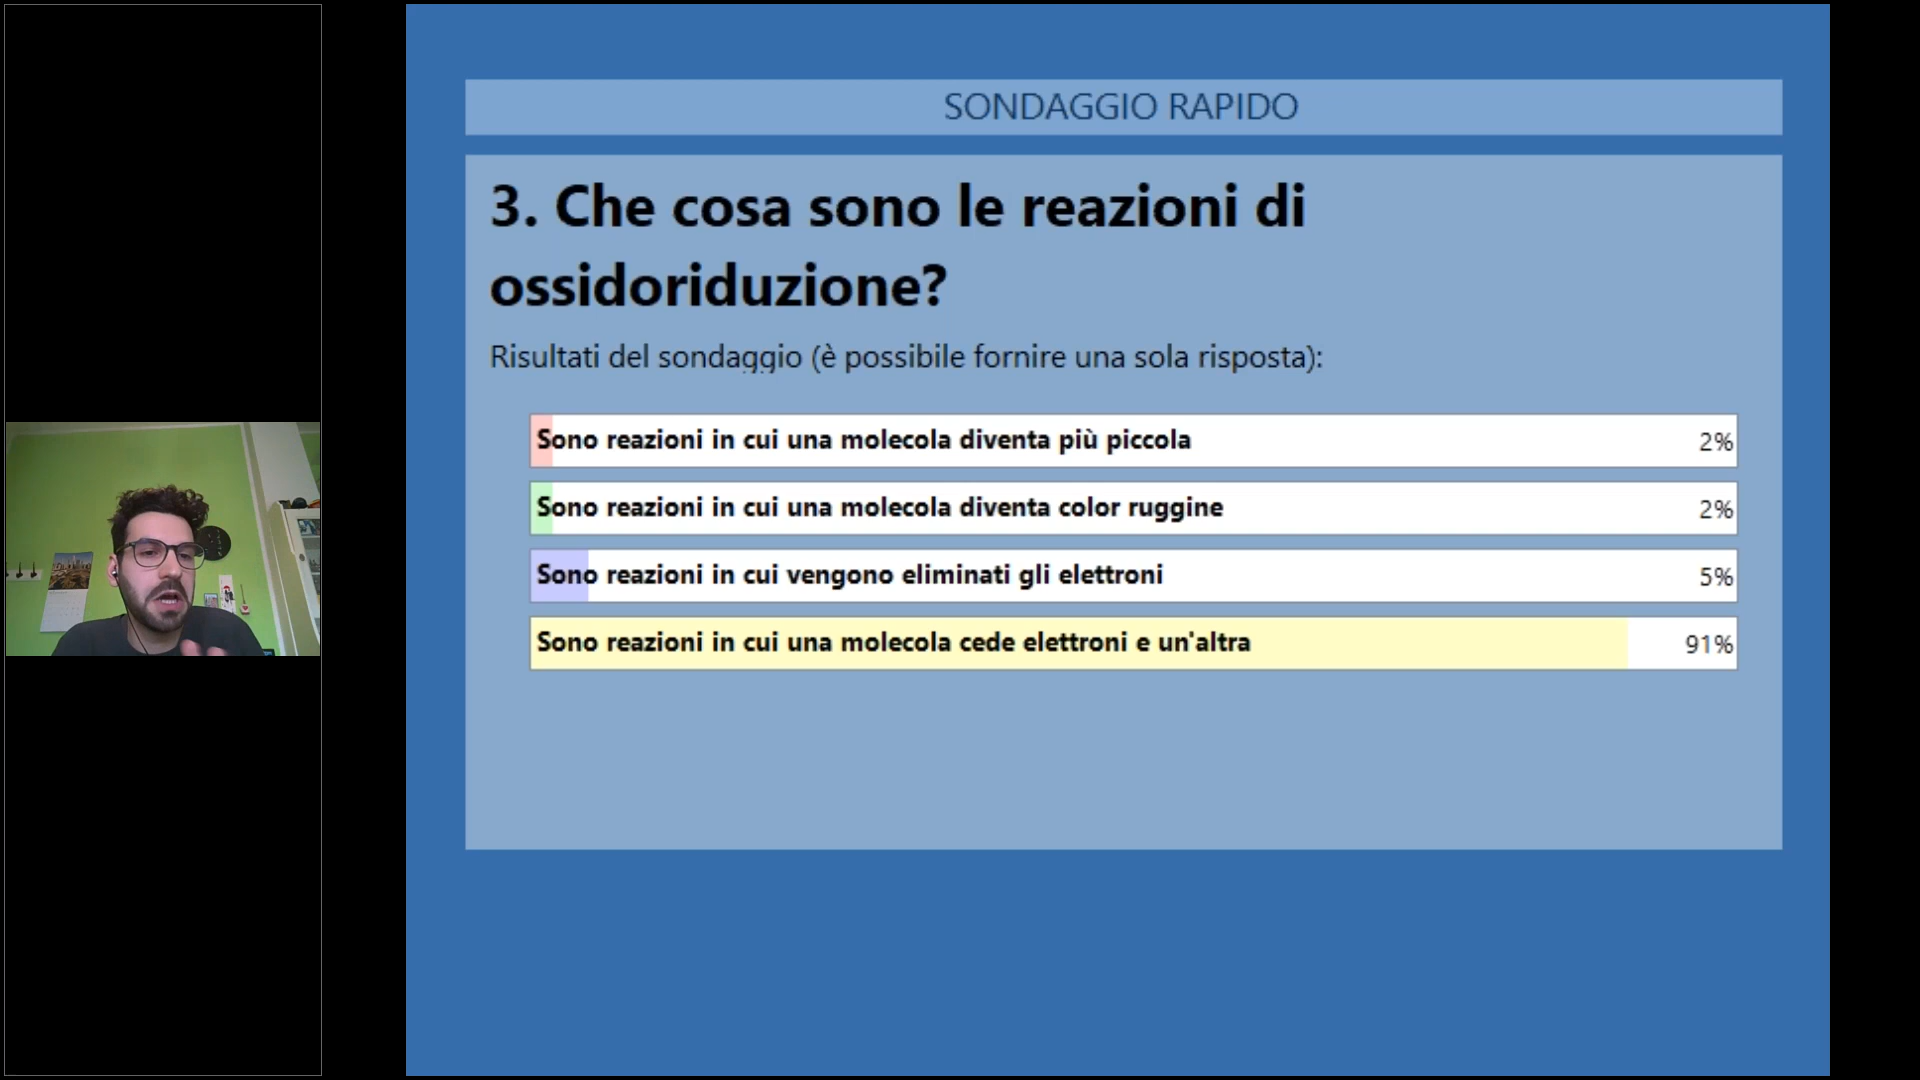 SONDAGGIO RAPIDO
3. Che cosa sono le reazioni di
ossidoriduzione?
Risultati del sondaggio (è possibile fornire una sola risposta):
Sono reazioni in cui una molecola diventa più piccola 2%
Sono reazioni in cui una molecola diventa color ruggine 2%
Sono reazioni in cui vengono eliminati gli elettroni 5%
Sono reazioni in cui una molecola cede elettroni e un'altra 91%